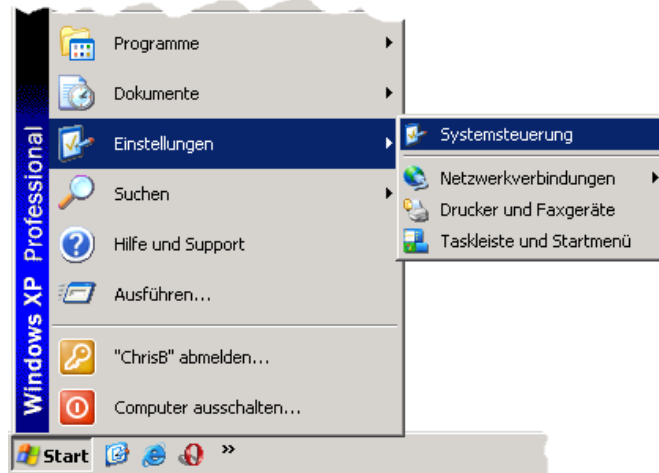 Programme
Dokumente
Einstellungen
Suchen
Hilfe und Support
Ausführen...
"ChrisB" abmelden...
Computer ausschalten...
Systemsteuerung
Netzwerkverbindungen
Drucker und Faxgeräte
Taskleiste und Startmenü
Windows XP Professional
Start
»